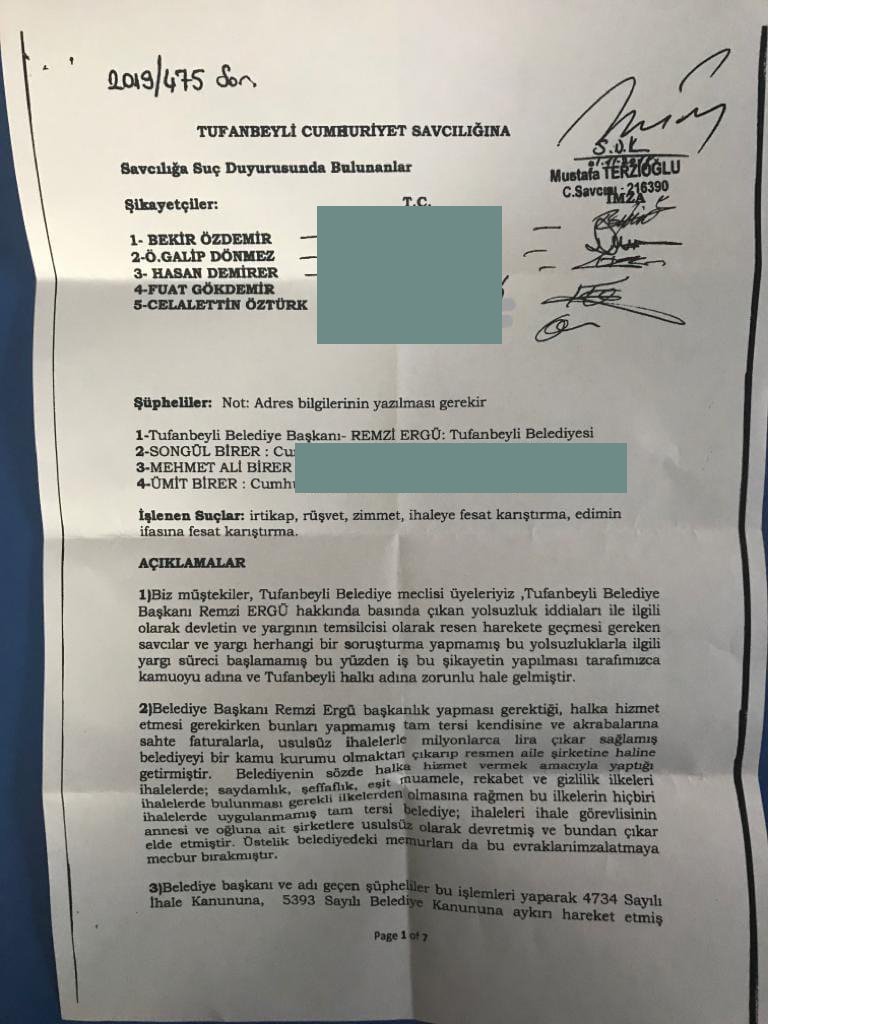 2019/475 Sor.
TUFANBEYLİ CUMHURİYET SAVCILIĞINA
Savcılığa Suç Duyurusunda Bulunanlar
S.V.K
Mustafa TERZİOĞLU
C.Savcısı - 216390
Şikayetçiler:
T.C.
İMZA
1- BEKİR ÖZDEMİR
2-Ö.GALİP DÖNMEZ
3- HASAN DEMİRER
4-FUAT GÖKDEMİR
5-CELALETTİN ÖZTÜRK
Şüpheliler: Not: Adres bilgilerinin yazılması gerekir
1-Tufanbeyli Belediye Başkanı- REMZİ ERGÜ: Tufanbeyli Belediyesi
2-SONGÜL BİRER :
3-MEHMET ALİ BİRER
4-ÜMİT BİRER :
İşlenen Suçlar: irtikap, rüşvet, zimmet, ihaleye fesat karıştırma, edimin
ifasına fesat karıştırma.
AÇIKLAMALAR
1)Biz müştekiler, Tufanbeyli Belediye meclisi üyeleriyiz ,Tufanbeyli Belediye
Başkanı Remzi ERGÜ hakkında basında çıkan yolsuzluk iddiaları ile ilgili
olarak devletin ve yargının temsilcisi olarak resen harekete geçmesi gereken
savcılar ve yargı herhangi bir soruşturma yapmamış bu yolsuzluklarla ilgili
yargı süreci başlamamış bu yüzden iş bu şikayetin yapılması tarafımızca
kamuoyu adına ve Tufanbeyli halkı adına zorunlu hale gelmiştir.
2)Belediye Başkanı Remzi Ergü başkanlık yapması gerektiği, halka hizmet
etmesi gerekirken bunları yapmamış tam tersi kendisine ve akrabalarına
sahte faturalarla, usulsüz ihalelerle milyonlarca lira çıkar sağlamış
belediyeyi bir kamu kurumu olmaktan çıkarıp resmen aile şirketine haline
getirmiştir. Belediyenin sözde halka hizmet vermek amacıyla yaptığı
ihalelerde; saydamlık, şeffaflık, eşit muamele, rekabet ve gizlilik ilkeleri
ihalelerde bulunması gerekli ilkelerden olmasına rağmen bu ilkelerin hiçbiri
ihalelerde uygulanmamış tam tersi belediye; ihaleleri ihale görevlisinin
annesi ve oğluna ait şirketlere usulsüz olarak devretmiş ve bundan çıkar
elde etmiştir. Üstelik belediyedeki memurları da bu evraklarıimzalatmaya
mecbur bırakmıştır.
3)Belediye başkanı ve adı geçen şüpheliler bu işlemleri yaparak 4734 Sayılı
İhale Kanununa, 5393 Sayılı Belediye Kanununa aykırı hareket etmiş
Page 1 of 7